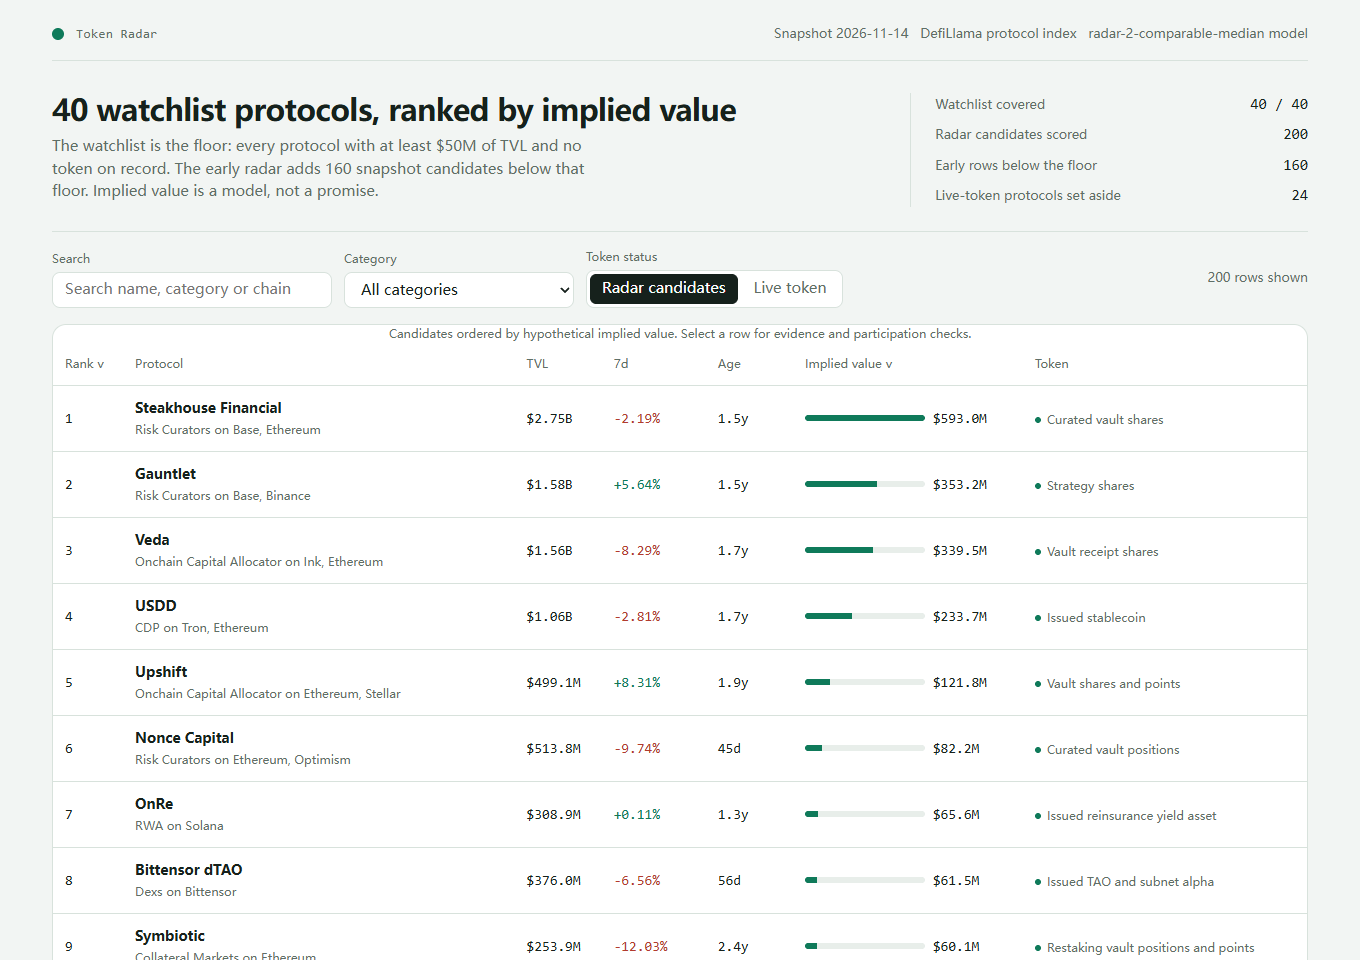 Token Radar
Snapshot 2026-11-14 DefiLlama protocol index radar-2-comparable-median model
40 watchlist protocols, ranked by implied value
The watchlist is the floor: every protocol with at least $50M of TVL and no
token on record. The early radar adds 160 snapshot candidates below that
floor. Implied value is a model, not a promise.
Watchlist covered 40 / 40
Radar candidates scored 200
Early rows below the floor 160
Live-token protocols set aside 24
Search
Search name, category or chain
Category
All categories
Token status
Radar candidates Live token
200 rows shown
Candidates ordered by hypothetical implied value. Select a row for evidence and participation checks.
Rank v Protocol TVL 7d Age Implied value v Token
1 Steakhouse Financial $2.75B -2.19% 1.5y $593.0M Curated vault shares
Risk Curators on Base, Ethereum
2 Gauntlet $1.58B +5.64% 1.5y $353.2M Strategy shares
Risk Curators on Base, Binance
3 Veda $1.56B -8.29% 1.7y $339.5M Vault receipt shares
Onchain Capital Allocator on Ink, Ethereum
4 USDD $1.06B -2.81% 1.7y $233.7M Issued stablecoin
CDP on Tron, Ethereum
5 Upshift $499.1M +8.31% 1.9y $121.8M Vault shares and points
Onchain Capital Allocator on Ethereum, Stellar
6 Nonce Capital $513.8M -9.74% 45d $82.2M Curated vault positions
Risk Curators on Ethereum, Optimism
7 OnRe $308.9M +0.11% 1.3y $65.6M Issued reinsurance yield asset
RWA on Solana
8 Bittensor dTAO $376.0M -6.56% 56d $61.5M Issued TAO and subnet alpha
Dexs on Bittensor
9 Symbiotic $253.9M -12.03% 2.4y $60.1M Restaking vault positions and points
Collateral Markets on Ethereum